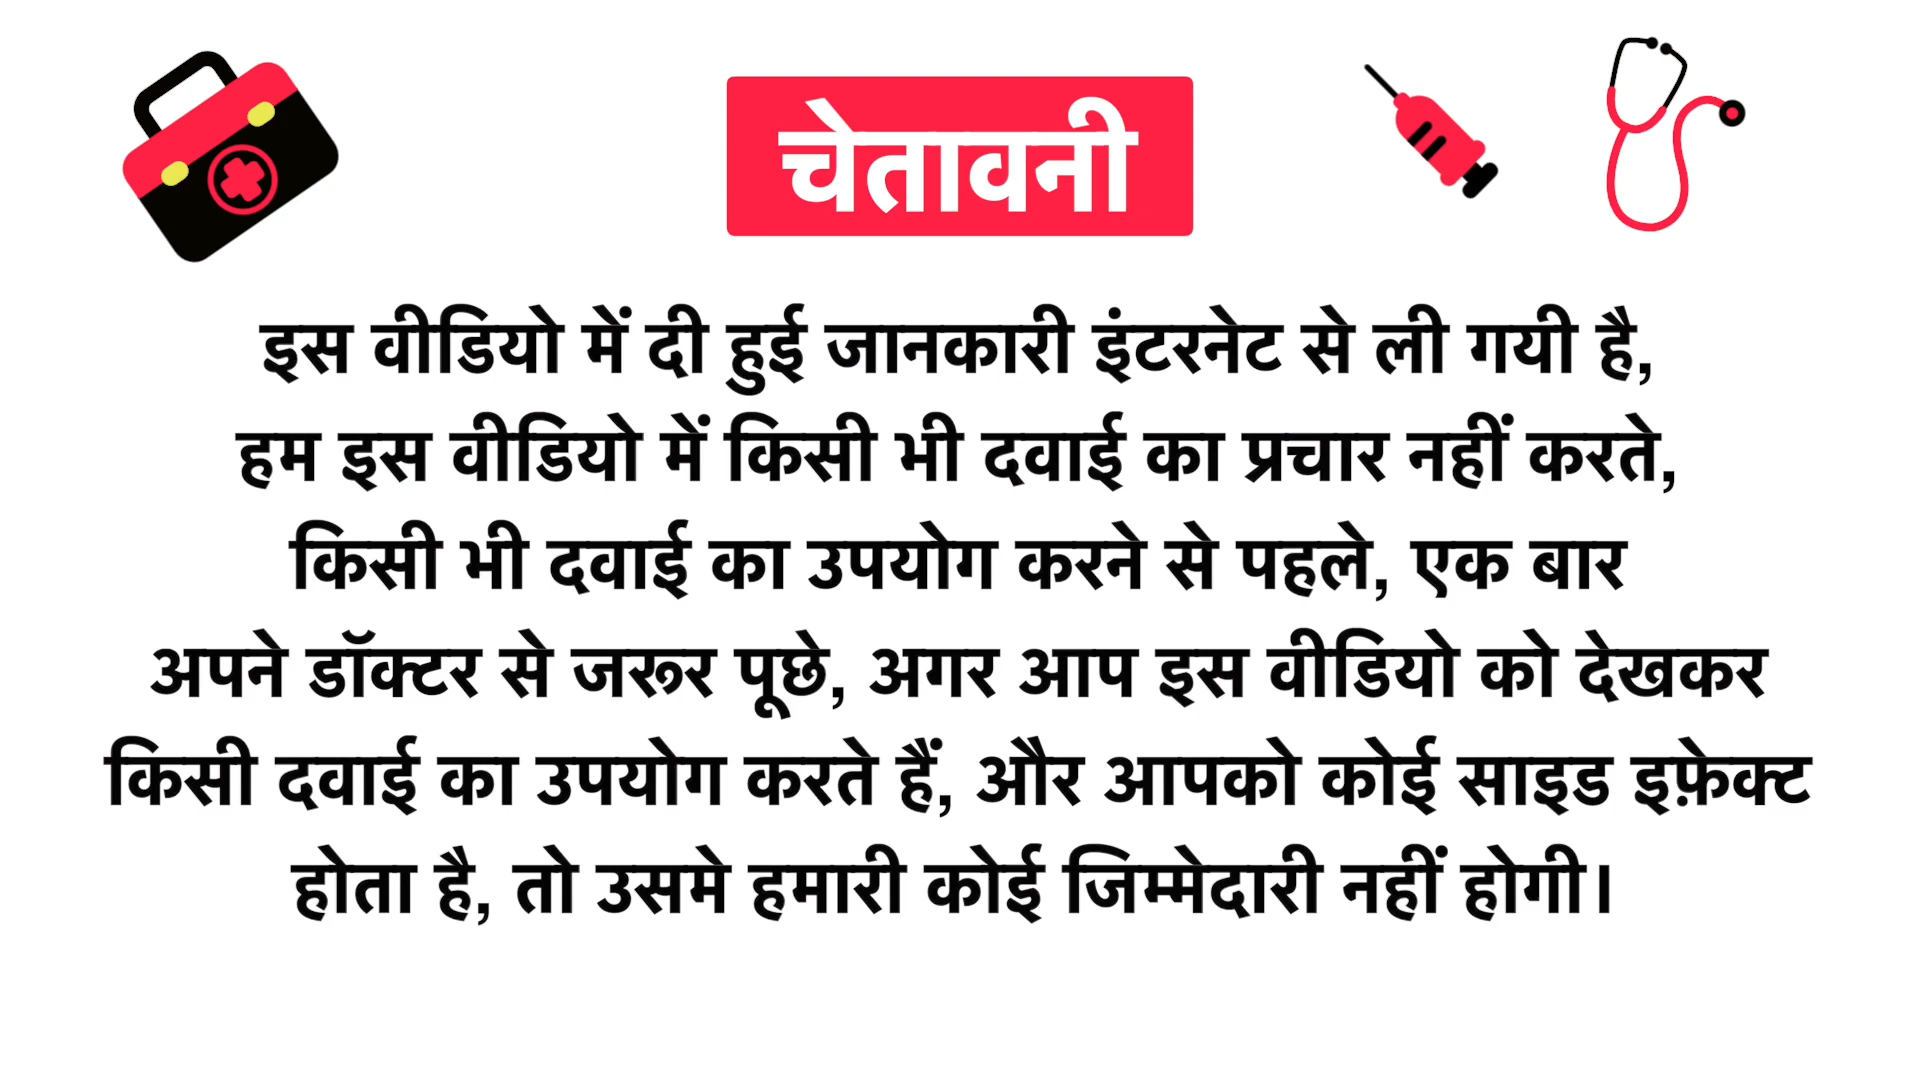 चेतावनी
इस वीडियो में दी हुई जानकारी इंटरनेट से ली गयी है,
हम इस वीडियो में किसी भी दवाई का प्रचार नहीं करते,
किसी भी दवाई का उपयोग करने से पहले, एक बार
अपने डॉक्टर से जरूर पूछे, अगर आप इस वीडियो को देखकर
किसी दवाई का उपयोग करते हैं, और आपको कोई साइड इफ़ेक्ट
होता है, तो उसमे हमारी कोई जिम्मेदारी नहीं होगी।